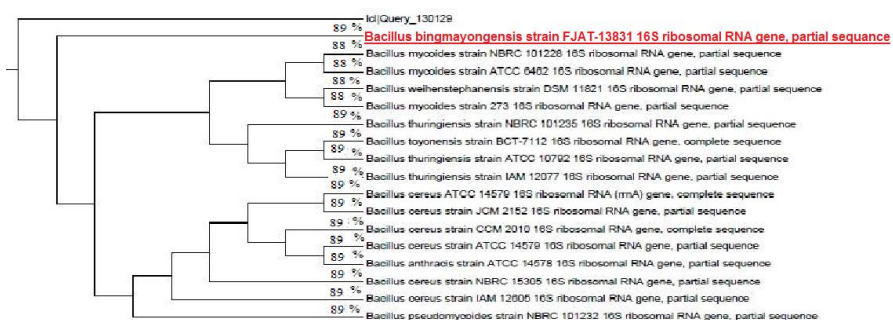 lcl|Query_130129
89 %
Bacillus bingmayongensis strain FJAT-13831 16S ribosomal RNA gene, partial sequance
88 %
Bacillus mycoides strain NBRC 101228 16S ribosomal RNA gene, partial sequence
88 %
Bacillus mycoides strain ATCC 6462 16S ribosomal RNA gene, partial sequence
88 %
Bacillus weihenstephanensis strain DSM 11821 16S ribosomal RNA gene, partial sequence
88 %
Bacillus mycoides strain 273 16S ribosomal RNA gene, partial sequence
89 %
Bacillus thuringiensis strain NBRC 101235 16S ribosomal RNA gene, partial sequence
89 %
Bacillus toyonensis strain BCT-7112 16S ribosomal RNA gene, complete sequence
89 %
Bacillus thuringiensis strain ATCC 10792 16S ribosomal RNA gene, partial sequence
89 %
Bacillus thuringiensis strain IAM 12077 16S ribosomal RNA gene, partial sequence
89 %
Bacillus cereus ATCC 14579 16S ribosomal RNA (rrnA) gene, complete sequence
89 %
Bacillus cereus strain JCM 2152 16S ribosomal RNA gene, partial sequence
89 %
Bacillus cereus strain CCM 2010 16S ribosomal RNA gene, complete sequence
89 %
Bacillus cereus strain ATCC 14579 16S ribosomal RNA gene, partial sequence
89 %
Bacillus anthracis strain ATCC 14578 16S ribosomal RNA gene, partial sequence
89 %
Bacillus cereus strain NBRC 15305 16S ribosomal RNA gene, partial sequence
89 %
Bacillus cereus strain IAM 12605 16S ribosomal RNA gene, partial sequence
89 %
Bacillus pseudomycoides strain NBRC 101232 16S ribosomal RNA gene, partial sequence